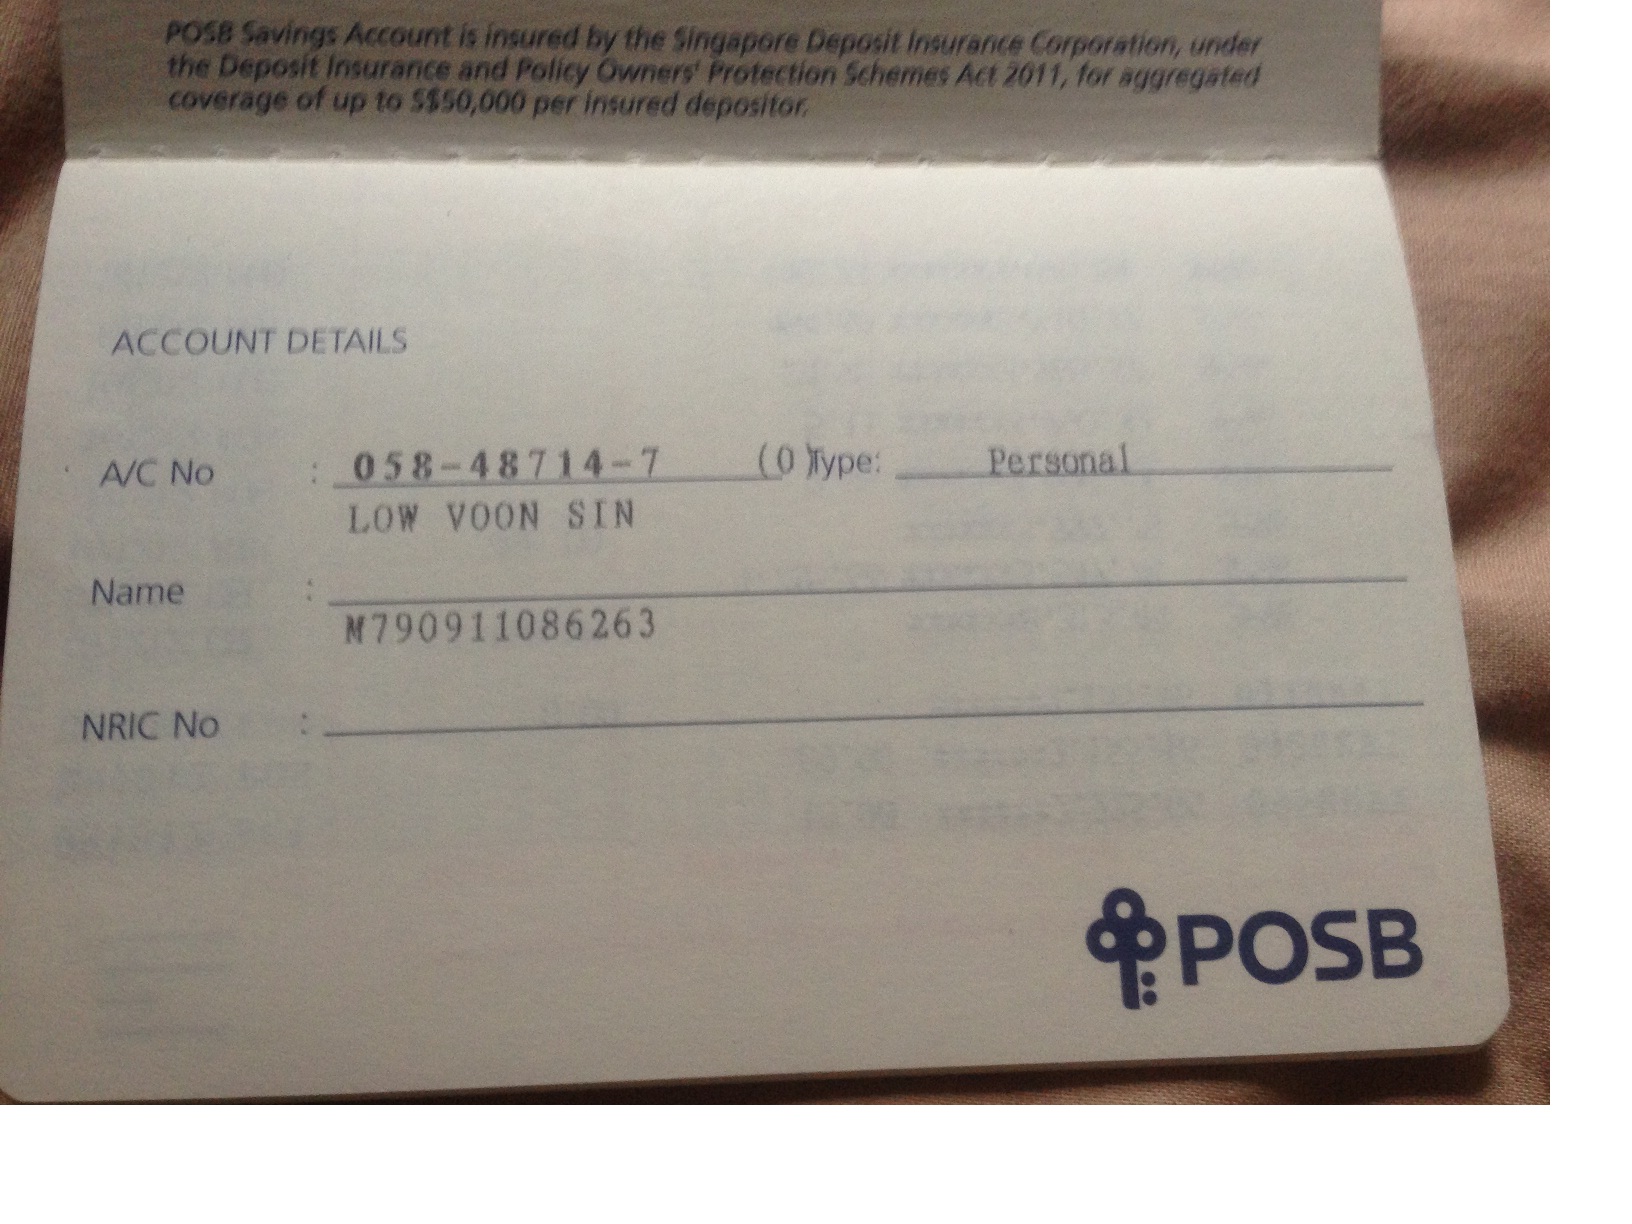 POSB Savings Account is insured by the Singapore Deposit Insurance Corporation, under
the Deposit Insurance and Policy Owners' Protection Schemes Act 2011, for aggregated
coverage of up to S$50,000 per insured depositor.
ACCOUNT DETAILS
A/C No : 058-48714-7 (0) Type: Personal
LOW VOON SIN
Name :
M790911086263
NRIC No :
POSB